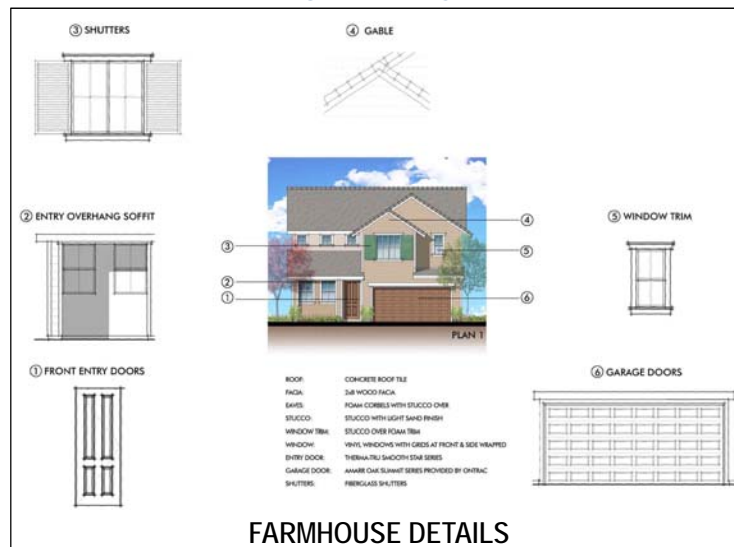 ③ SHUTTERS
④ GABLE
② ENTRY OVERHANG SOFFIT
⑤ WINDOW TRIM
③
④
⑤
②
①
⑥
PLAN 1
① FRONT ENTRY DOORS
⑥ GARAGE DOORS
ROOF: CONCRETE ROOF TILE
FACIA: 2x8 WOOD FACIA
EAVES: FOAM CORBELS WITH STUCCO OVER
STUCCO: STUCCO WITH LIGHT SAND FINISH
WINDOW TRIM: STUCCO OVER FOAM TRIM
WINDOW: VINYL WINDOWS WITH GRIDS AT FRONT & SIDE WRAPPED
ENTRY DOOR: THERMA-TRU SMOOTH STAR SERIES
GARAGE DOOR: AMARR OAK SUMMIT SERIES PROVIDED BY ONTRAC
SHUTTERS: FIBERGLASS SHUTTERS
FARMHOUSE DETAILS